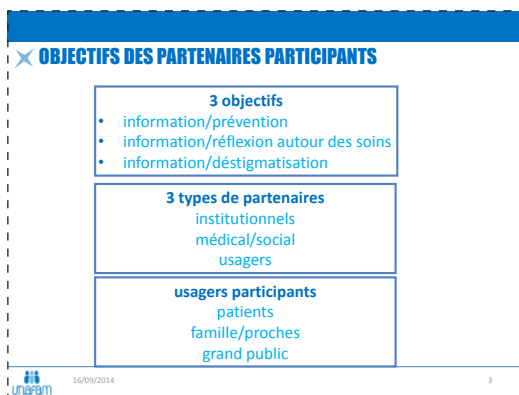 OBJECTIFS DES PARTENAIRES PARTICIPANTS
3 objectifs
• information/prévention
• information/réflexion autour des soins
• information/déstigmatisation
3 types de partenaires
institutionnels
médical/social
usagers
usagers participants
patients
famille/proches
grand public
unafam
16/09/2014
3